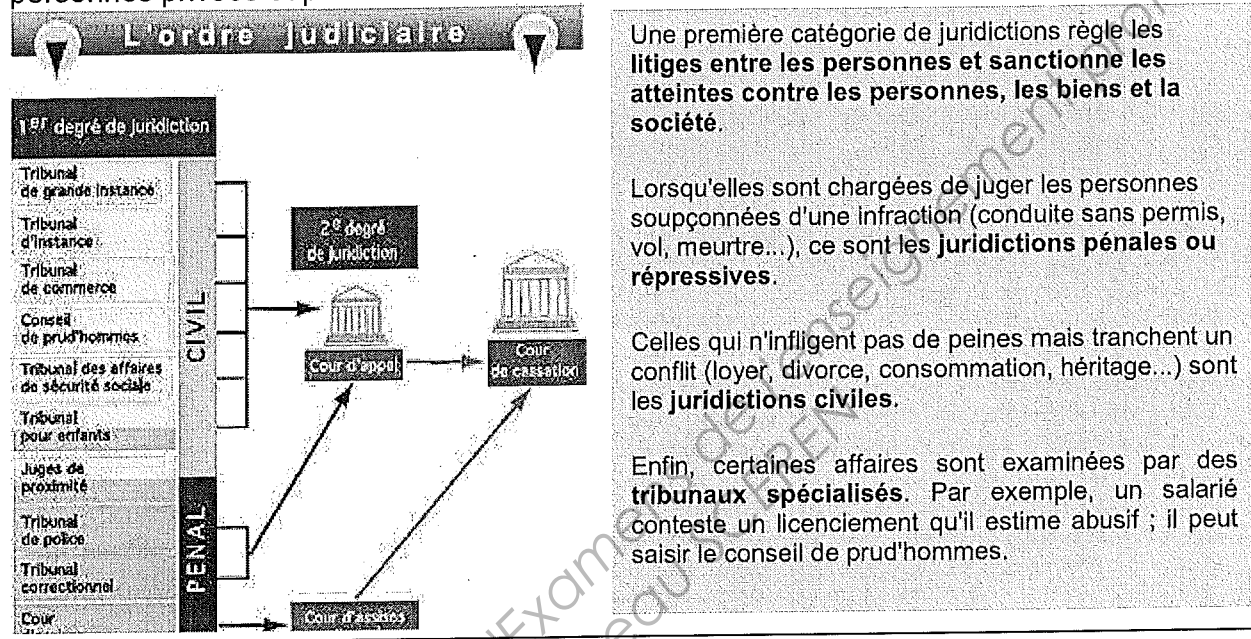 L'ordre judiciaire
1er degré de juridiction
Tribunal
de grande instance
Tribunal
d'instance
Tribunal
de commerce
Conseil
de prud'hommes
Tribunal des affaires
de sécurité sociale
Tribunal
pour enfants
Juges de
proximité
Tribunal
de police
Tribunal
correctionnel
Cour
CIVIL
PENAL
2e degré
de juridiction
Cour d'appel
Cour
de cassation
Cour d'assises
Une première catégorie de juridictions règle les
litiges entre les personnes et sanctionne les
atteintes contre les personnes, les biens et la
société.
Lorsqu'elles sont chargées de juger les personnes
soupçonnées d'une infraction (conduite sans permis,
vol, meurtre...), ce sont les juridictions pénales ou
répressives.
Celles qui n'infligent pas de peines mais tranchent un
conflit (loyer, divorce, consommation, héritage...) sont
les juridictions civiles.
Enfin, certaines affaires sont examinées par des
tribunaux spécialisés. Par exemple, un salarié
conteste un licenciement qu'il estime abusif ; il peut
saisir le conseil de prud'hommes.